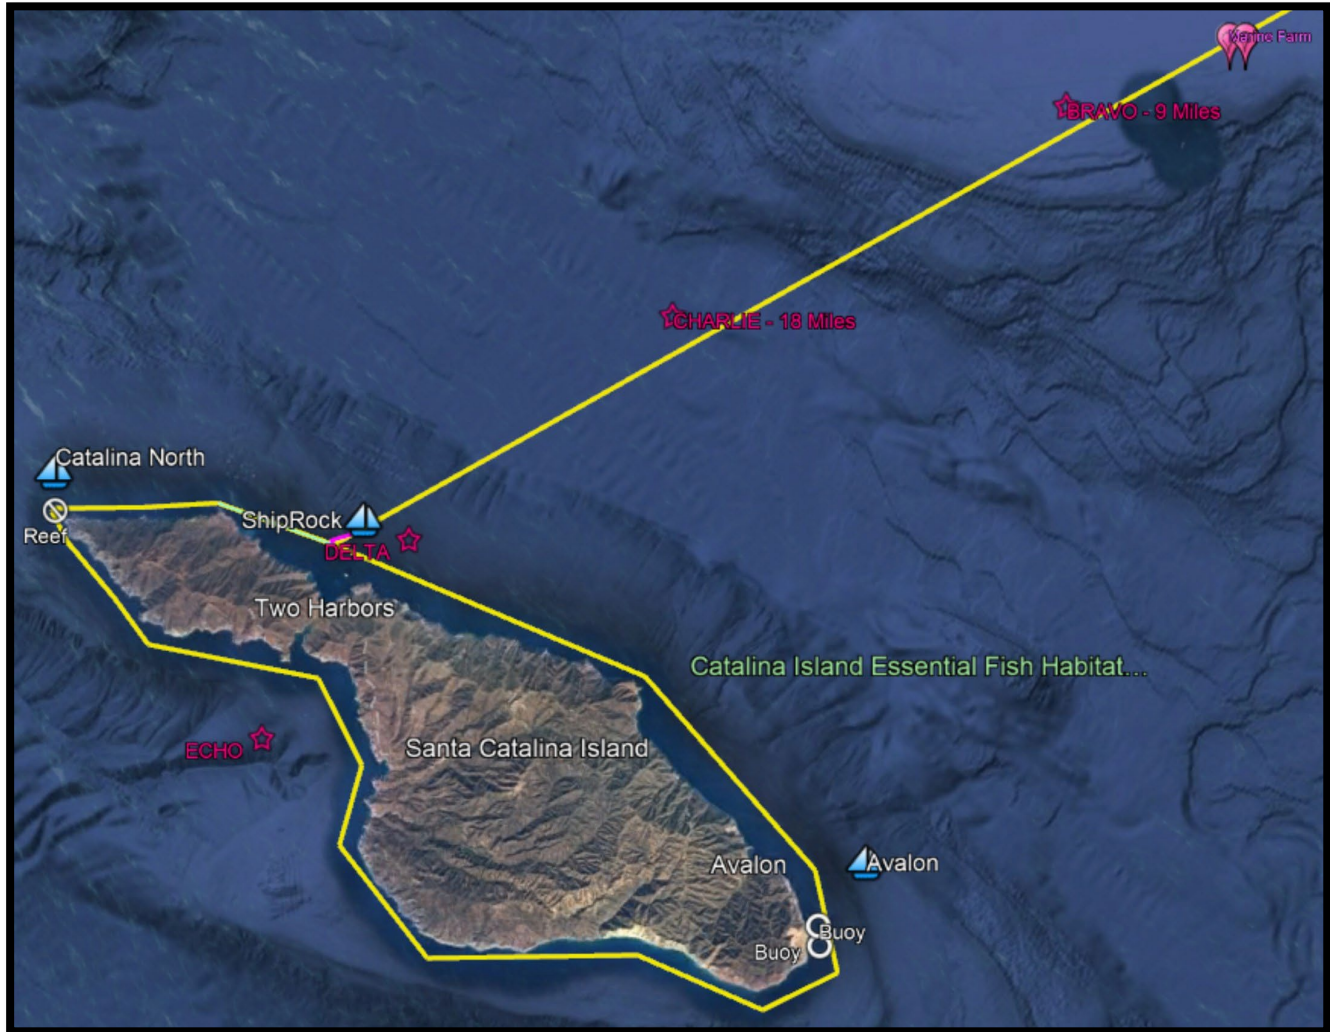 Marine Farm
BRAVO - 9 Miles
CHARLIE - 18 Miles
Catalina North
ShipRock
Reef
DELTA
Two Harbors
Catalina Island Essential Fish Habitat...
ECHO
Santa Catalina Island
Avalon
Avalon
Buoy
Buoy